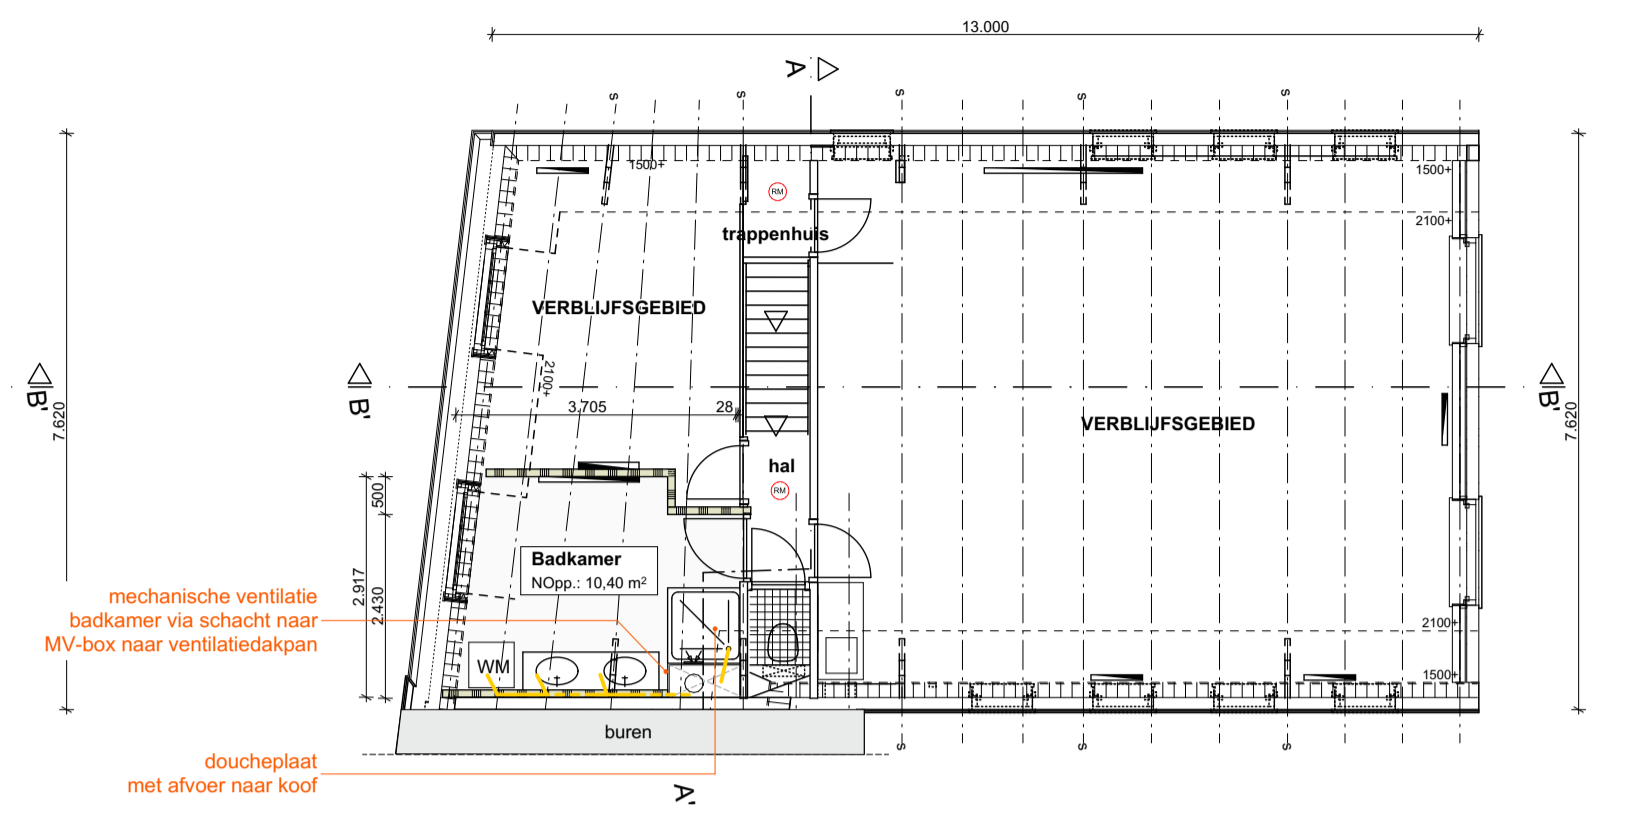 13.000
A
s
s
s
s
s
1500+
RM
1500+
2100+
trappenhuis
VERBLIJFSGEBIED
2100+
B'
7.620
B'
3.705
28
VERBLIJFSGEBIED
B'
7.620
hal
RM
500
2.917
2.430
Badkamer
NOpp.: 10,40 m²
mechanische ventilatie
badkamer via schacht naar
MV-box naar ventilatiedakpan
2100+
WM
1500+
buren
s
s
s
doucheplaat
met afvoer naar koof
A'